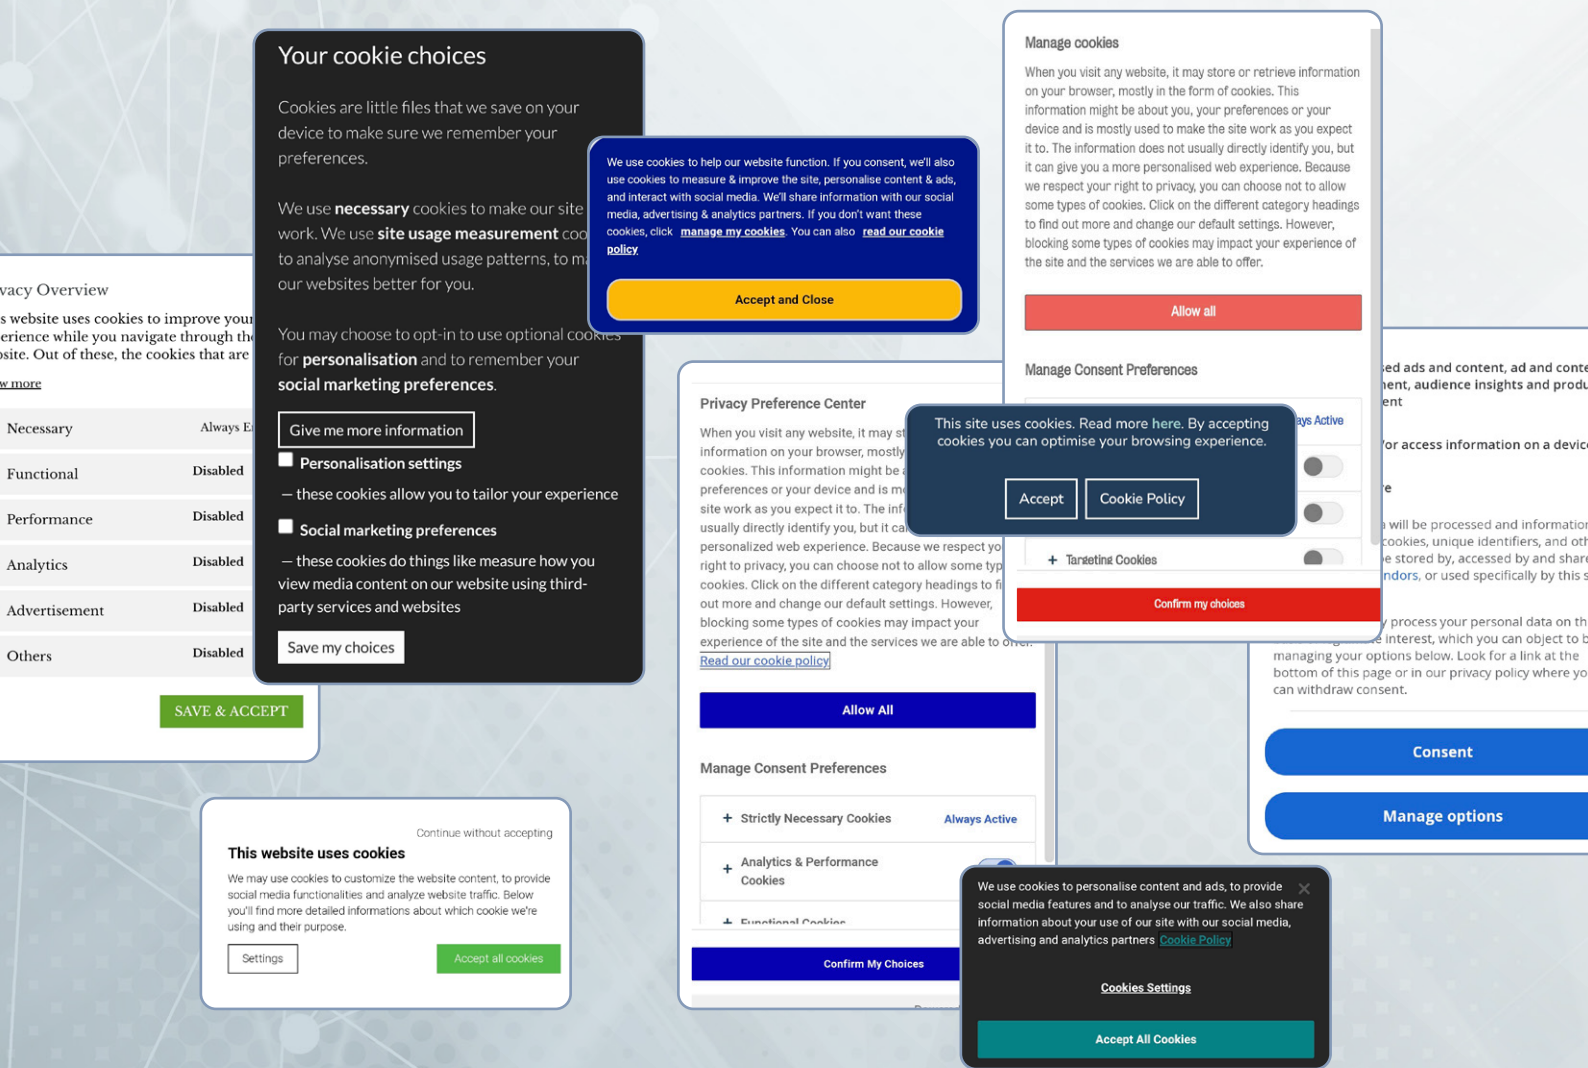 Your cookie choices
Cookies are little files that we save on your
device to make sure we remember your
preferences.
We use necessary cookies to make our site
work. We use site usage measurement
to analyse anonymised usage patterns, to
our websites better for you.
You may choose to opt-in to use optional cookies
for personalisation and to remember your
social marketing preferences.
Give me more information
Personalisation settings
— these cookies allow you to tailor your experience
Social marketing preferences
— these cookies do things like measure how you
view media content on our website using third-
party services and websites
Save my choices
Overview
website uses cookies to improve your
while you navigate through
Out of these, the cookies that are
more
Necessary
Always
Functional
Disabled
Performance
Disabled
Analytics
Disabled
Advertisement
Disabled
Others
Disabled
SAVE & ACCEPT
Continue without accepting
This website uses cookies
We may use cookies to customize the website content, to provide
social media functionalities and analyze website traffic. Below
you'll find more detailed informations about which cookie we're
using and their purpose.
Settings
Accept all cookies
We use cookies to help our website function. If you consent, we'll also
use cookies to measure & improve the site, personalise content & ads,
and interact with social media. We'll share information with our social
media, advertising & analytics partners. If you don't want these
cookies, click manage my cookies. You can also read our cookie
policy
Accept and Close
Privacy Preference Center
When you visit any website, it may
information on your browser, mostly
cookies. This information might be
preferences or your device and is
site work as you expect it to. The
usually directly identify you, but it
personalized web experience. Because we respect
right to privacy, you can choose not to allow some
cookies. Click on the different category headings to
out more and change our default settings. However,
blocking some types of cookies may impact your
experience of the site and the services we are able to offer.
Read our cookie policy
Allow All
Manage Consent Preferences
+ Strictly Necessary Cookies
Always Active
+ Analytics & Performance
Cookies
+ Functional Cookies
Confirm My Choices
Manage cookies
When you visit any website, it may store or retrieve information
on your browser, mostly in the form of cookies. This
information might be about you, your preferences or your
device and is mostly used to make the site work as you expect
it to. The information does not usually directly identify you, but
it can give you a more personalised web experience. Because
we respect your right to privacy, you can choose not to allow
some types of cookies. Click on the different category headings
to find out more and change our default settings. However,
blocking some types of cookies may impact your experience of
the site and the services we are able to offer.
Allow all
Manage Consent Preferences
Active
+ Targeting Cookies
Confirm my choices
This site uses cookies. Read more here. By accepting
cookies you can optimise your browsing experience.
Accept
Cookie Policy
We use cookies to personalise content and ads, to provide
social media features and to analyse our traffic. We also share
information about your use of our site with our social media,
advertising and analytics partners Cookie Policy
Cookies Settings
Accept All Cookies
ads and content, ad and
audience insights and
or access information on a
will be processed and information
cookies, unique identifiers, and
stored by, accessed by and
or used specifically by this
process your personal data on
interest, which you can object to
managing your options below. Look for a link at the
bottom of this page or in our privacy policy where
can withdraw consent.
Consent
Manage options